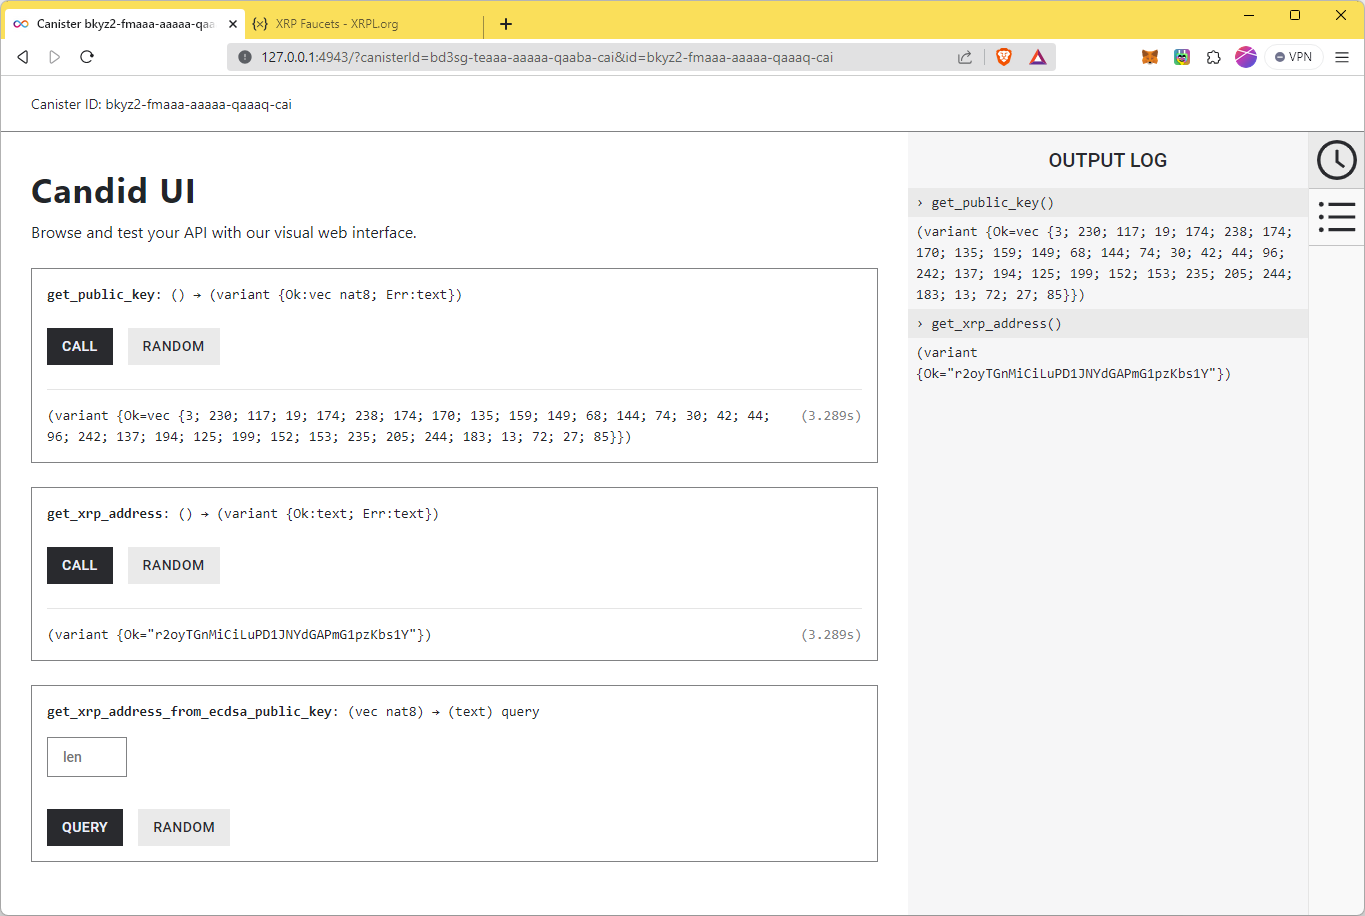 Canister bkyz2-fmaaa-aaaaa-qaa
XRP Faucets - XRPL.org
127.0.0.1:4943/?canisterId=bd3sg-teaaa-aaaaa-qaaba-cai&id=bkyz2-fmaaa-aaaaa-qaaaq-cai
VPN
Canister ID: bkyz2-fmaaa-aaaaa-qaaaq-cai
Candid UI
Browse and test your API with our visual web interface.
get_public_key: () → (variant {Ok:vec nat8; Err:text})
CALL
RANDOM
(variant {Ok=vec {3; 230; 117; 19; 174; 238; 174; 170; 135; 159; 149; 68; 144; 74; 30; 42; 44;
96; 242; 137; 194; 125; 199; 152; 153; 235; 205; 244; 183; 13; 72; 27; 85}})
(3.289s)
get_xrp_address: () → (variant {Ok:text; Err:text})
CALL
RANDOM
(variant {Ok="r2oyTGnMiCiLuPD1JNYdGAPmG1pzKbs1Y"})
(3.289s)
get_xrp_address_from_ecdsa_public_key: (vec nat8) → (text) query
len
QUERY
RANDOM
OUTPUT LOG
› get_public_key()
(variant {Ok=vec {3; 230; 117; 19; 174; 238; 174;
170; 135; 159; 149; 68; 144; 74; 30; 42; 44; 96;
242; 137; 194; 125; 199; 152; 153; 235; 205; 244;
183; 13; 72; 27; 85}})
› get_xrp_address()
(variant
{Ok="r2oyTGnMiCiLuPD1JNYdGAPmG1pzKbs1Y"})